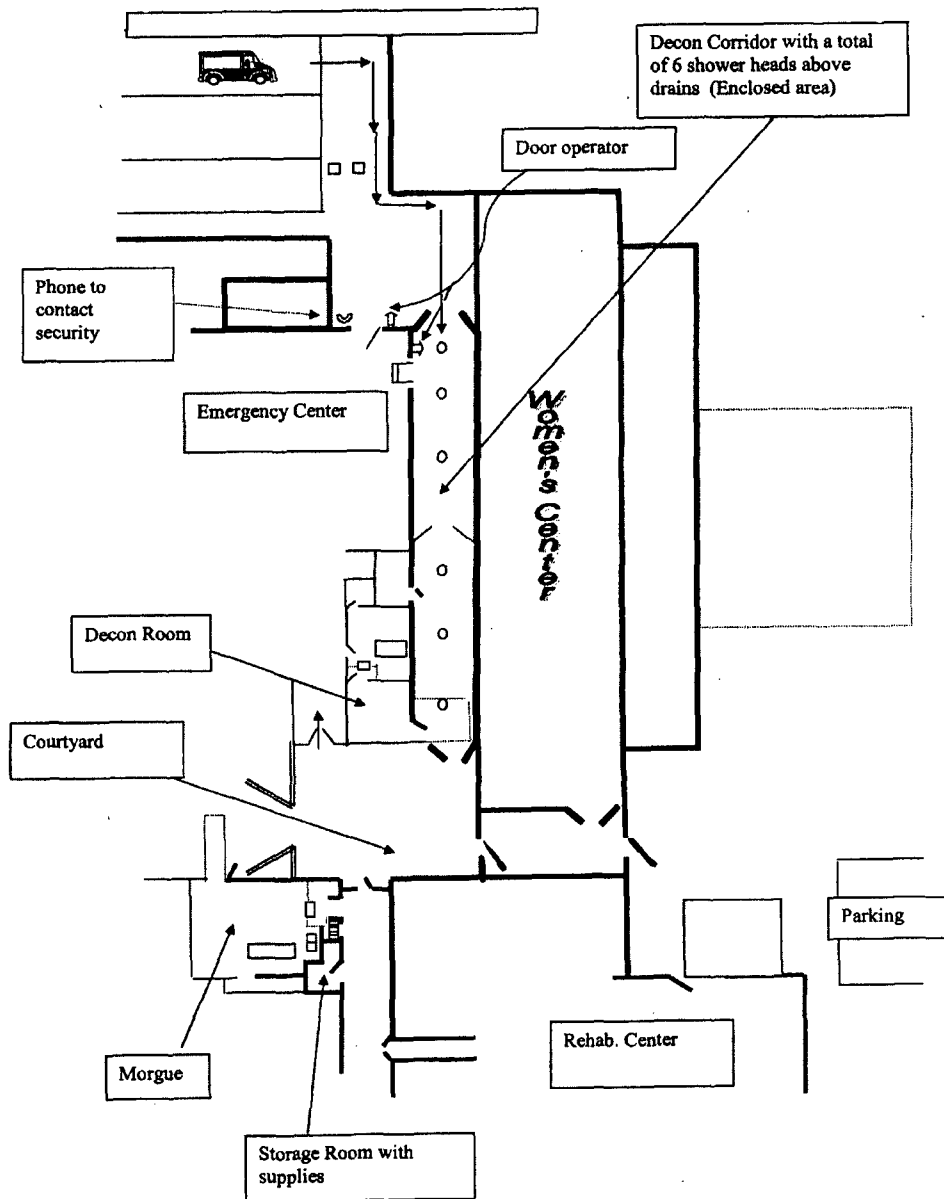 Decon Corridor with a total
of 6 shower heads above
drains (Enclosed area)
Door operator
Phone to
contact
security
Emergency Center
Women's Center
Decon Room
Courtyard
Parking
Rehab. Center
Morgue
Storage Room with
supplies